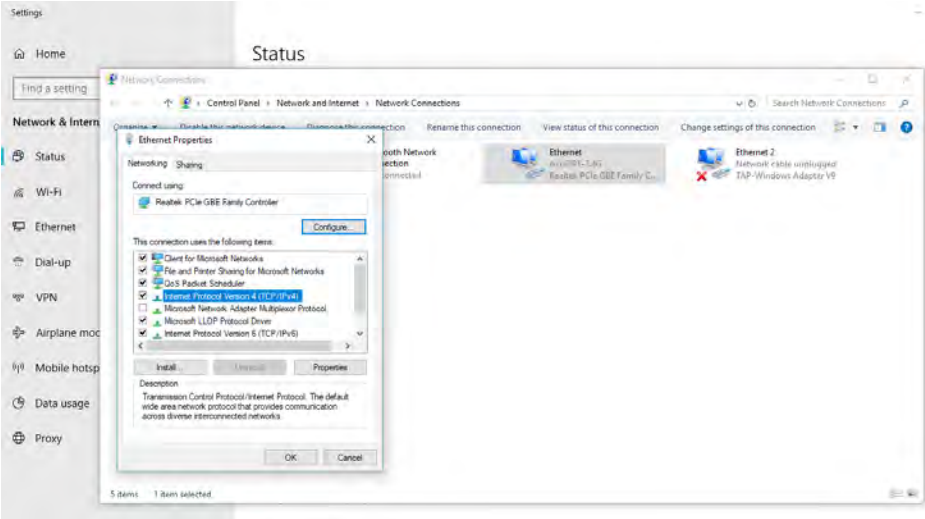 Settings
Home
Find a setting
Network & Intern
Status
Wi-Fi
Ethernet
Dial-up
VPN
Airplane mod
Mobile hotsp
Data usage
Proxy
Status
Network Connections
Control Panel › Network and Internet › Network Connections
Search Network Connections
Organize Disable this network device Diagnose this connection Rename this connection View status of this connection Change settings of this connection
ooth Network
ection
onnected
Ethernet
Realtek PCIe GBE Family C...
Ethernet 2
Network cable unplugged
TAP-Windows Adapter V9
Ethernet Properties
Networking Sharing
Connect using:
Realtek PCIe GBE Family Controller
Configure...
This connection uses the following items:
Client for Microsoft Networks
File and Printer Sharing for Microsoft Networks
QoS Packet Scheduler
Internet Protocol Version 4 (TCP/IPv4)
Microsoft Network Adapter Multiplexor Protocol
Microsoft LLDP Protocol Driver
Internet Protocol Version 6 (TCP/IPv6)
Install... Uninstall Properties
Description
Transmission Control Protocol/Internet Protocol. The default
wide area network protocol that provides communication
across diverse interconnected networks.
OK Cancel
5 items 1 item selected